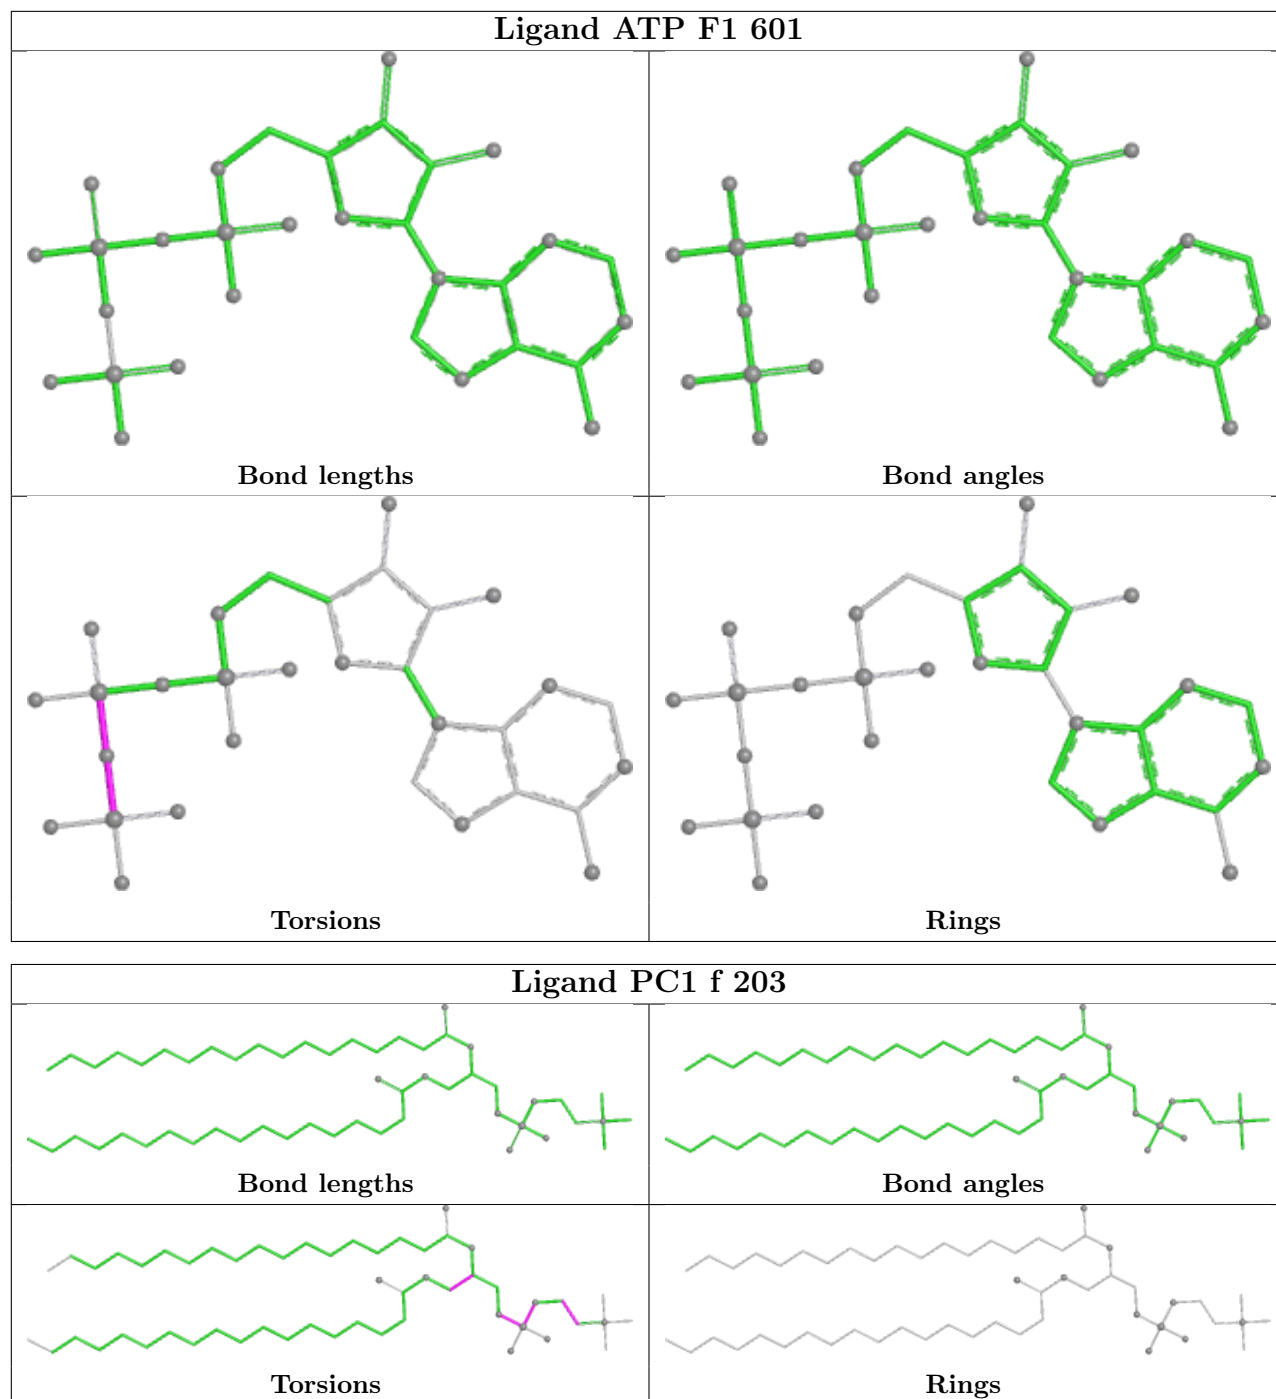 Ligand ATP F1 601
Bond lengths
Bond angles
Torsions
Rings
Ligand PC1 f 203
Bond lengths
Bond angles
Torsions
Rings